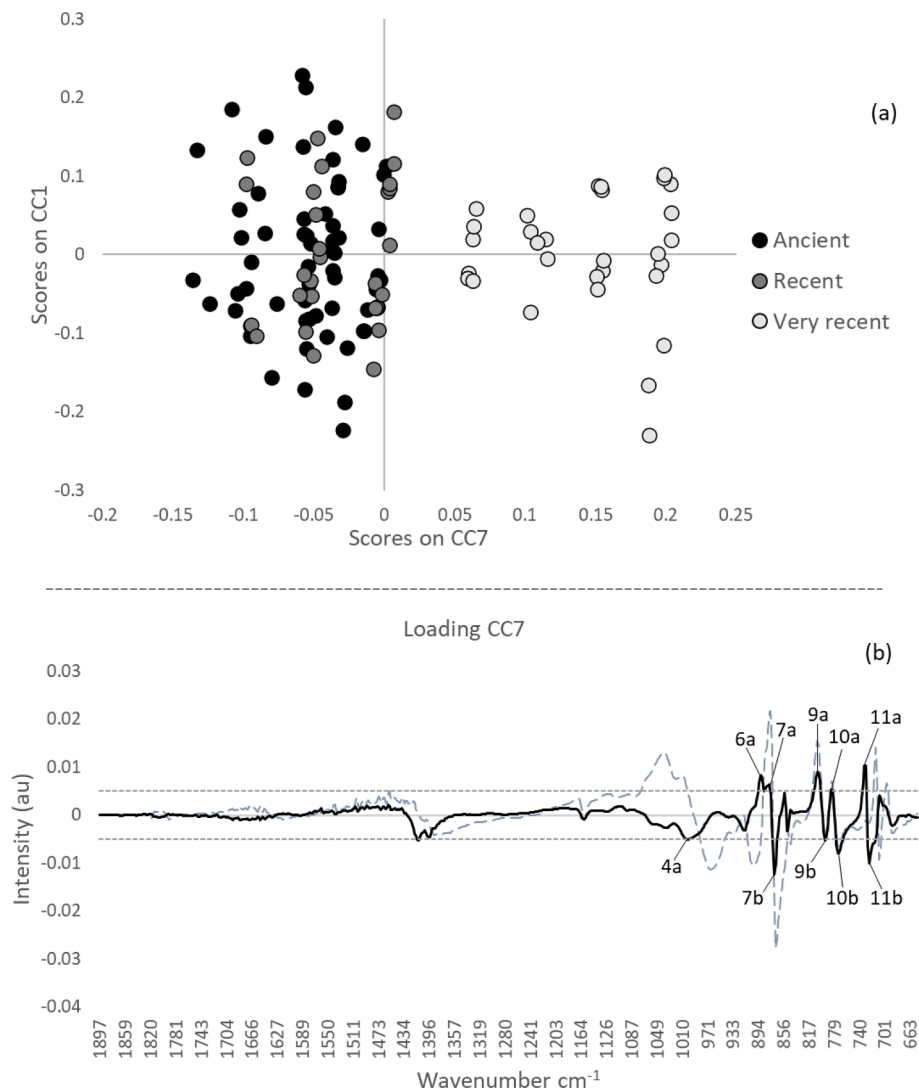 0.3
(a)
0.2
0.1
0
-0.1
-0.2
-0.3
Scores on CC1
Ancient
Recent
Very recent
-0.2 -0.15 -0.1 -0.05 0 0.05 0.1 0.15 0.2 0.25
Scores on CC7
Loading CC7
(b)
0.03
0.02
0.01
0
-0.01
-0.02
-0.03
-0.04
Intensity (au)
6a 7a 9a 10a 11a
4a 7b 9b 10b 11b
1897 1859 1820 1781 1743 1704 1666 1627 1589 1550 1511 1473 1434 1396 1357 1319 1280 1241 1203 1164 1126 1087 1049 1010 971 933 894 856 817 779 740 701 663
Wavenumber cm⁻¹